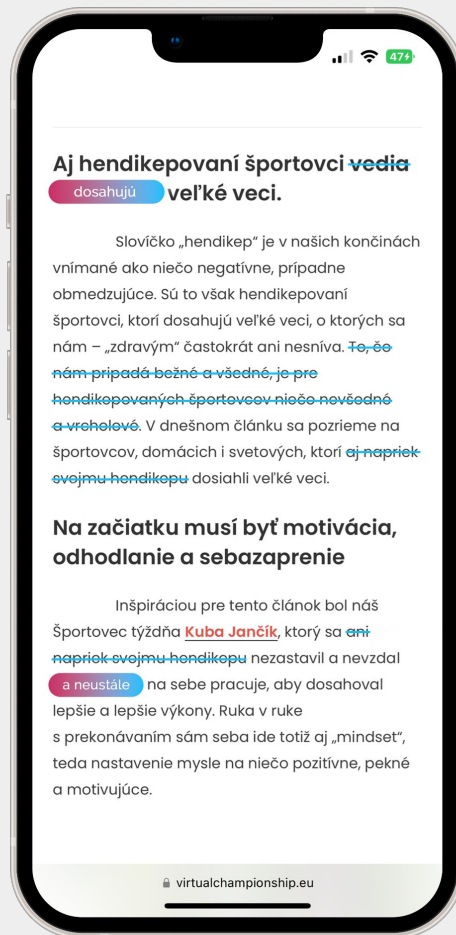 47
Aj hendikepovaní športovci vedia
dosahujú veľké veci.
Slovíčko „hendikep“ je v našich končinách
vnímané ako niečo negatívne, prípadne
obmedzujúce. Sú to však hendikepovaní
športovci, ktorí dosahujú veľké veci, o ktorých sa
nám – „zdravým“ častokrát ani nesníva. To, čo
nám pripadá bežné a všedné, je pre
hendikepovaných športovcov niečo nevšedné
a vrcholové. V dnešnom článku sa pozrieme na
športovcov, domácich i svetových, ktorí aj napriek
svojmu hendikepu dosiahli veľké veci.
Na začiatku musí byť motivácia,
odhodlanie a sebazaprenie
Inšpiráciou pre tento článok bol náš
Športovec týždňa Kuba Jančík, ktorý sa ani
napriek svojmu hendikepu nezastavil a nevzdal
a neustále na sebe pracuje, aby dosahoval
lepšie a lepšie výkony. Ruka v ruke
s prekonávaním sám seba ide totiž aj „mindset“,
teda nastavenie mysle na niečo pozitívne, pekné
a motivujúce.
virtualchampionship.eu